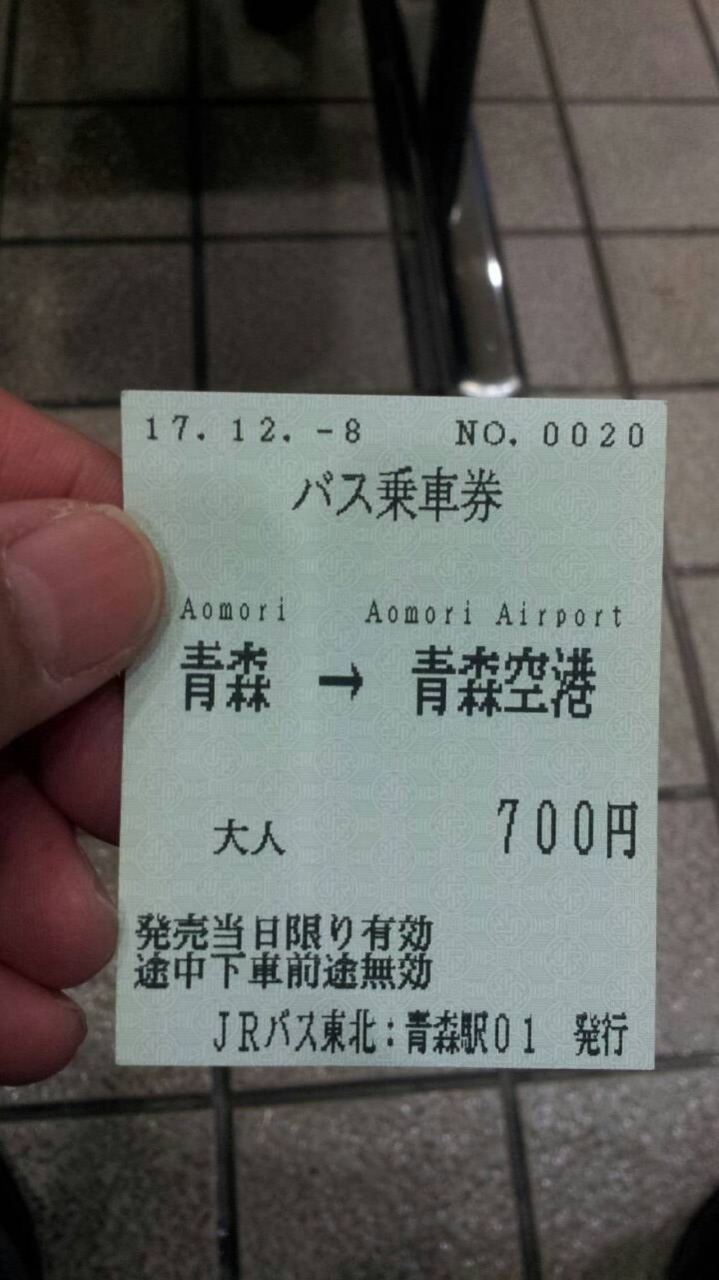 17.12.-8 NO.0020
バス乗車券
Aomori Aomori Airport
青森 → 青森空港
大人 700円
発売当日限り有効
途中下車前途無効
JRバス東北:青森駅01 発行